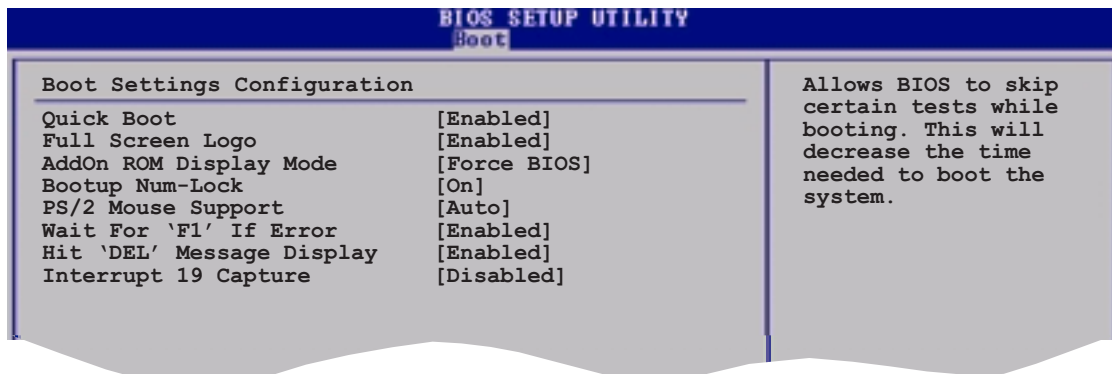 BIOS SETUP UTILITY
Boot
Boot Settings Configuration
Quick Boot [Enabled]
Full Screen Logo [Enabled]
AddOn ROM Display Mode [Force BIOS]
Bootup Num-Lock [On]
PS/2 Mouse Support [Auto]
Wait For ‘F1’ If Error [Enabled]
Hit ‘DEL’ Message Display [Enabled]
Interrupt 19 Capture [Disabled]
Allows BIOS to skip
certain tests while
booting. This will
decrease the time
needed to boot the
system.